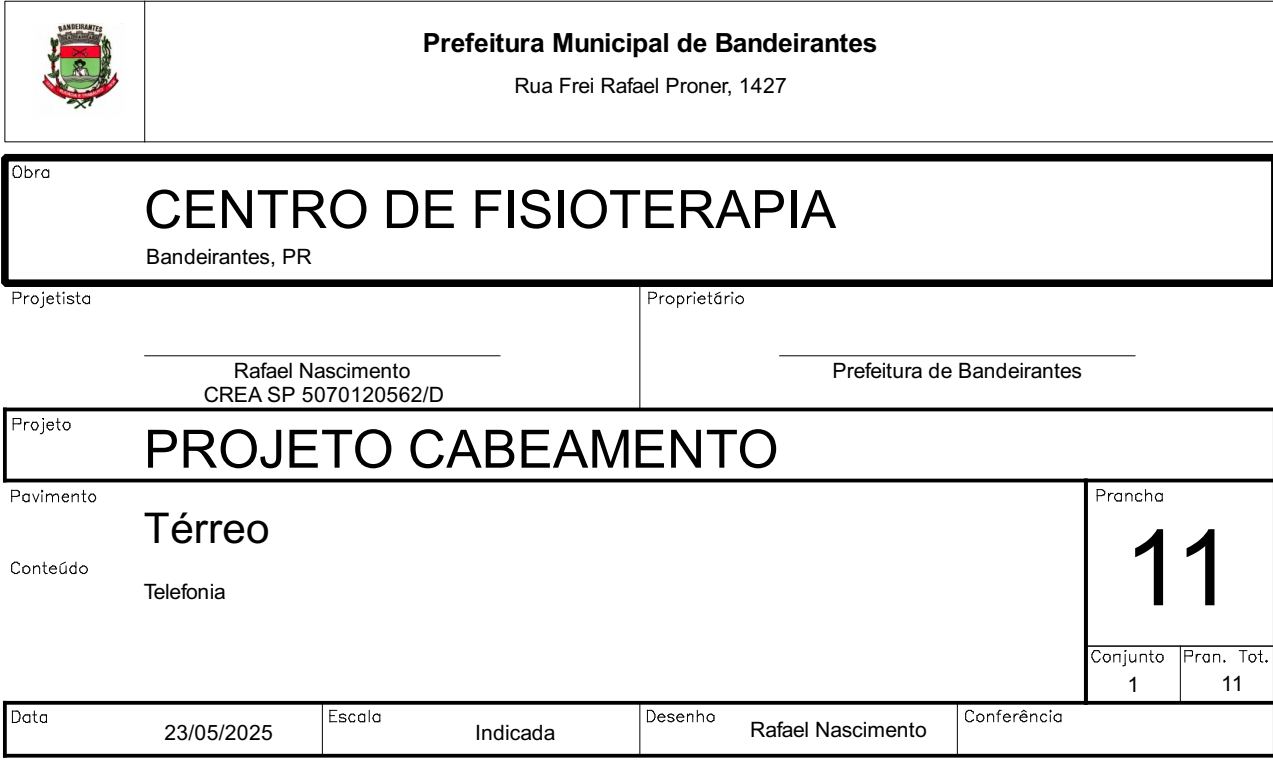 BANDEIRANTES
Prefeitura Municipal de Bandeirantes
Rua Frei Rafael Proner, 1427
Obra
CENTRO DE FISIOTERAPIA
Bandeirantes, PR
Projetista
Rafael Nascimento
CREA SP 5070120562/D
Proprietário
Prefeitura de Bandeirantes
Projeto
PROJETO CABEAMENTO
Pavimento
Térreo
Conteúdo
Telefonia
Prancha
11
Conjunto
1
Pran. Tot.
11
Data
23/05/2025
Escala
Indicada
Desenho
Rafael Nascimento
Conferência